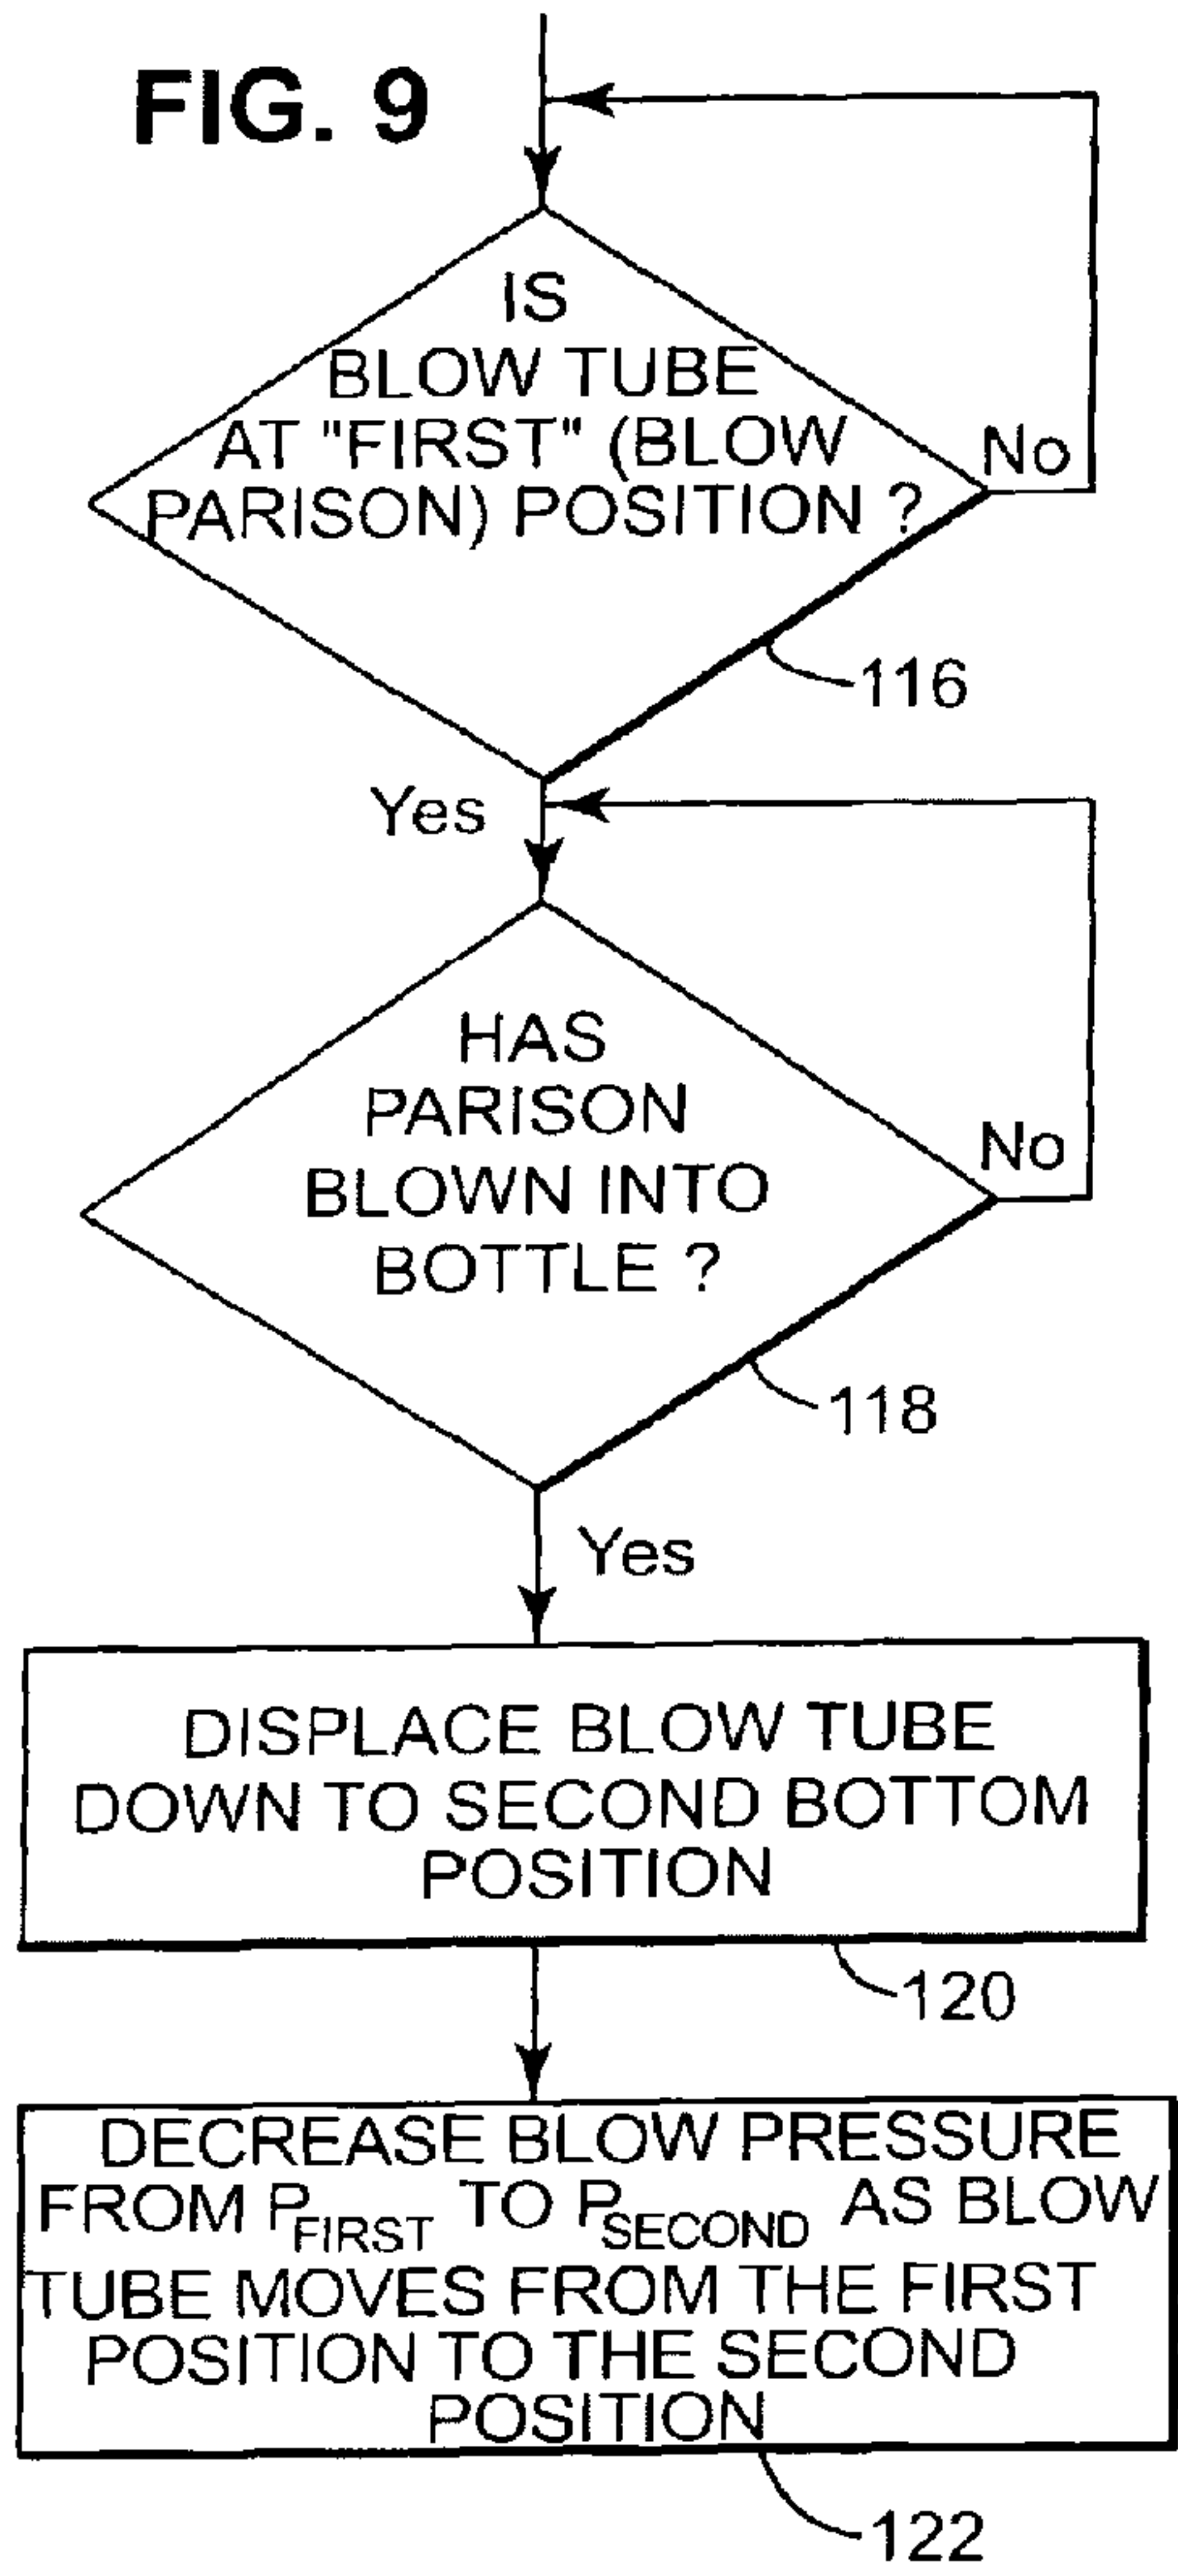 FIG. 9
IS
BLOW TUBE
AT "FIRST" (BLOW
PARISON) POSITION ?
No
116
Yes
HAS
PARISON
BLOWN INTO
BOTTLE ?
No
118
Yes
DISPLACE BLOW TUBE
DOWN TO SECOND BOTTOM
POSITION
120
DECREASE BLOW PRESSURE
FROM PFIRST TO PSECOND AS BLOW
TUBE MOVES FROM THE FIRST
POSITION TO THE SECOND
POSITION
122